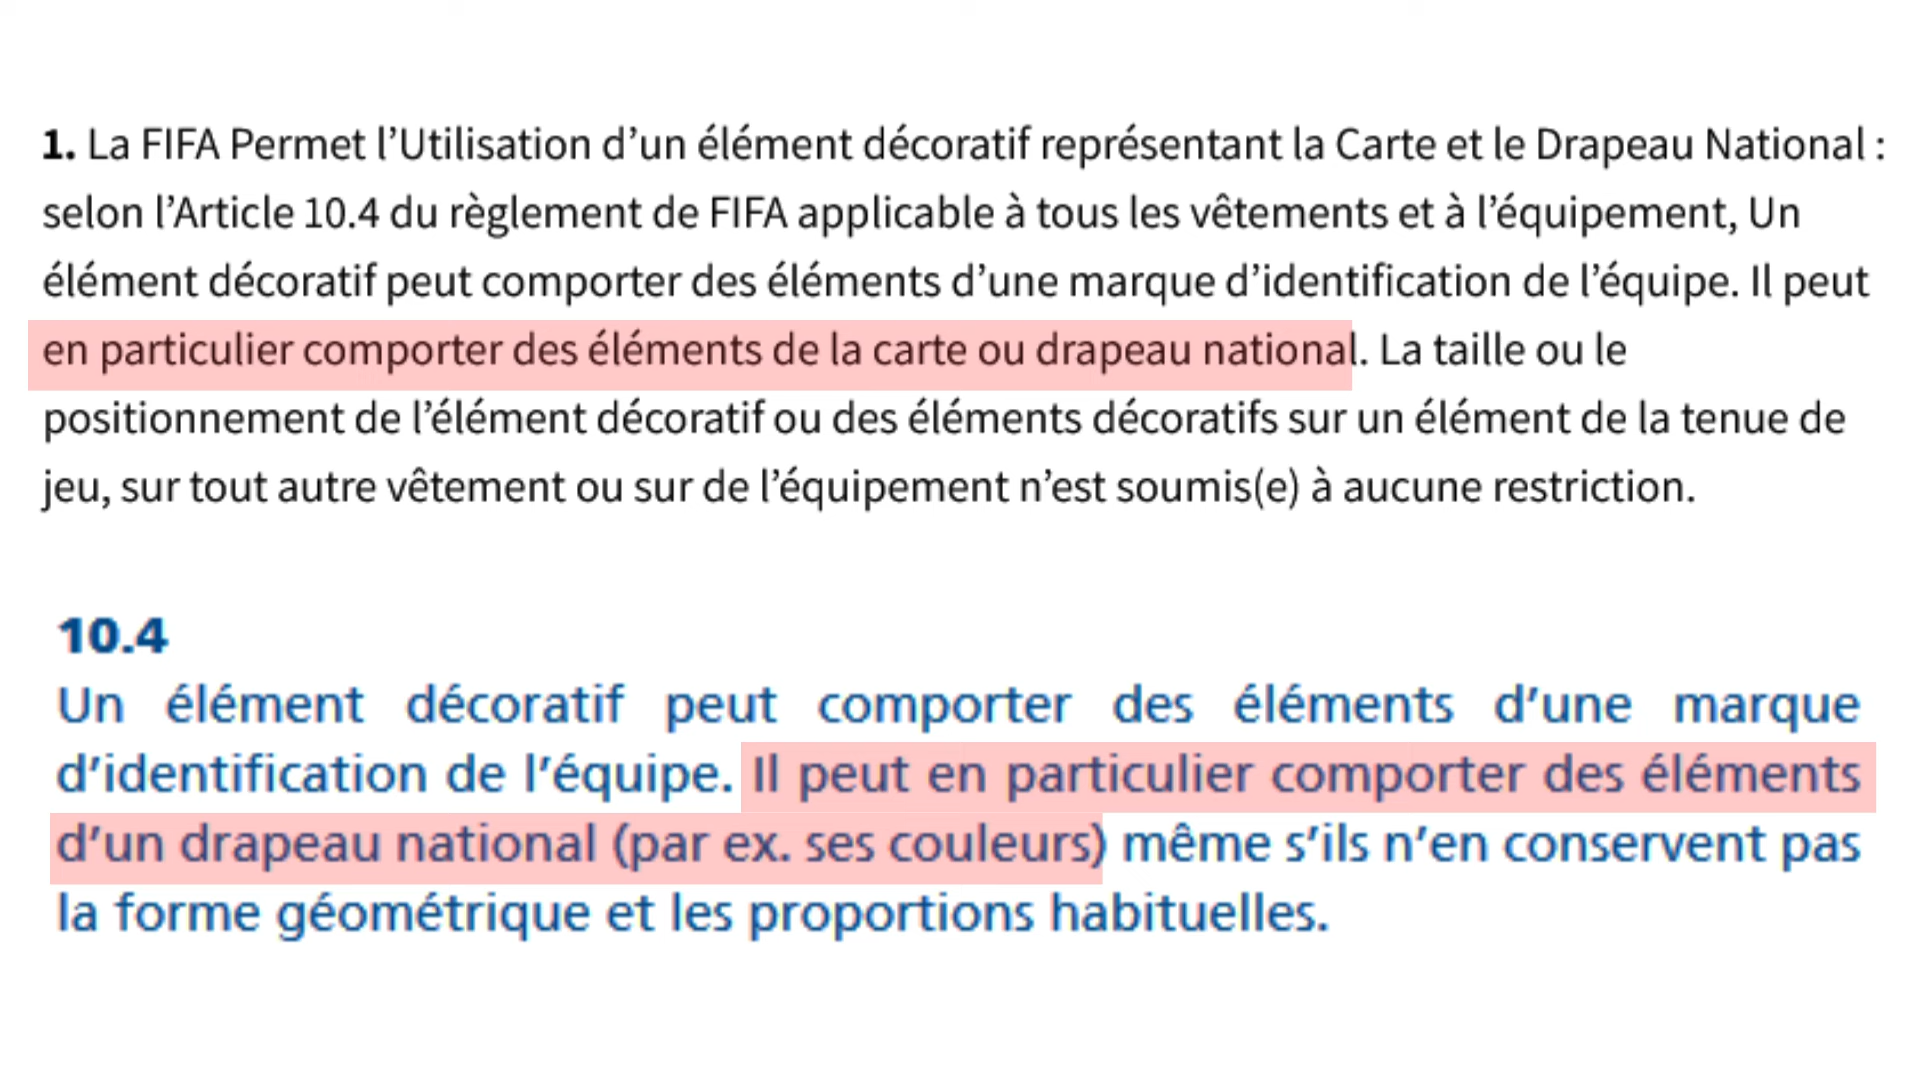 1. La FIFA Permet l’Utilisation d’un élément décoratif représentant la Carte et le Drapeau National :
selon l’Article 10.4 du règlement de FIFA applicable à tous les vêtements et à l’équipement, Un
élément décoratif peut comporter des éléments d’une marque d’identification de l’équipe. Il peut
en particulier comporter des éléments de la carte ou drapeau national. La taille ou le
positionnement de l’élément décoratif ou des éléments décoratifs sur un élément de la tenue de
jeu, sur tout autre vêtement ou sur de l’équipement n’est soumis(e) à aucune restriction.
10.4
Un élément décoratif peut comporter des éléments d’une marque
d’identification de l’équipe. Il peut en particulier comporter des éléments
d’un drapeau national (par ex. ses couleurs) même s’ils n’en conservent pas
la forme géométrique et les proportions habituelles.